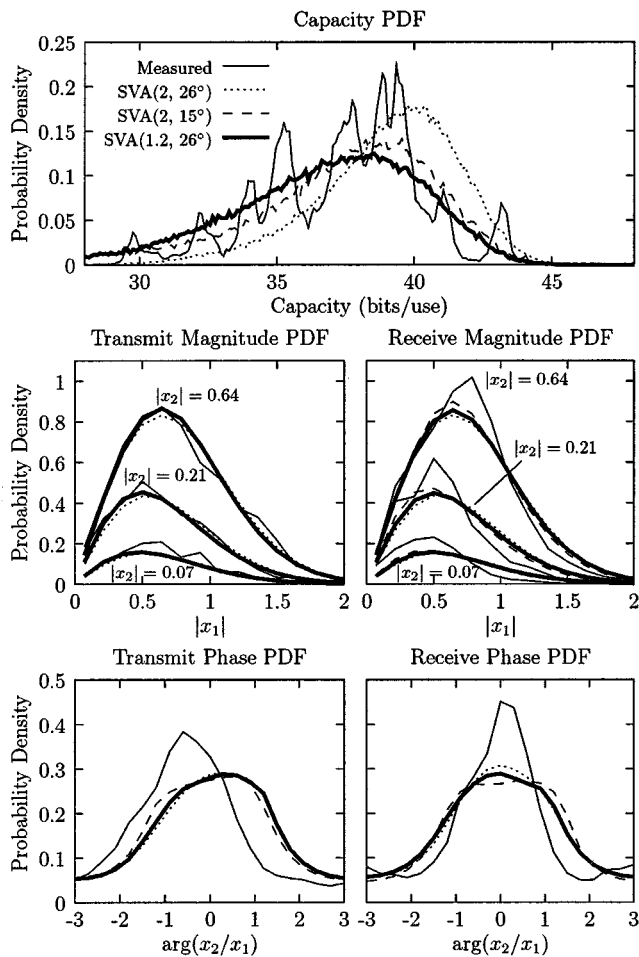 Capacity PDF
Probability Density
0.25
0.2
0.15
0.1
0.05
0
Measured
SVA(2, 26°)
SVA(2, 15°)
SVA(1.2, 26°)
30 35 40 45
Capacity (bits/use)
Transmit Magnitude PDF
Probability Density
1
0.8
0.6
0.4
0.2
0
|x₂| = 0.64
|x₂| = 0.21
|x₂| = 0.07
0 0.5 1 1.5 2
|x₁|
Receive Magnitude PDF
|x₂| = 0.64
|x₂| = 0.21
|x₂| = 0.07
0 0.5 1 1.5 2
|x₁|
Transmit Phase PDF
Probability Density
0.5
0.4
0.3
0.2
0.1
0
-3 -2 -1 0 1 2 3
arg(x₂/x₁)
Receive Phase PDF
-3 -2 -1 0 1 2 3
arg(x₂/x₁)